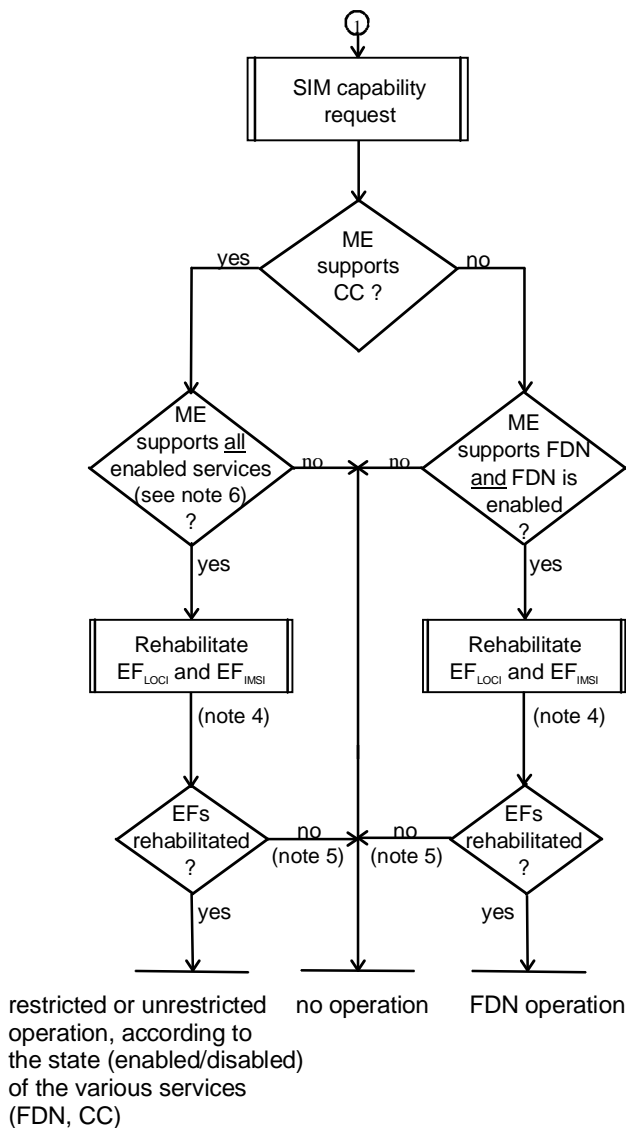 1
SIM capability
request
ME
supports
CC ?
yes
no
ME
supports all
enabled services
(see note 6)
?
no
no
ME
supports FDN
and FDN is
enabled
?
yes
yes
Rehabilitate
EFLOCI and EFIMSI
Rehabilitate
EFLOCI and EFIMSI
(note 4)
(note 4)
EFs
rehabilitated
?
no
(note 5)
no
(note 5)
EFs
rehabilitated
?
yes
yes
restricted or unrestricted
operation, according to
the state (enabled/disabled)
of the various services
(FDN, CC)
no operation
FDN operation